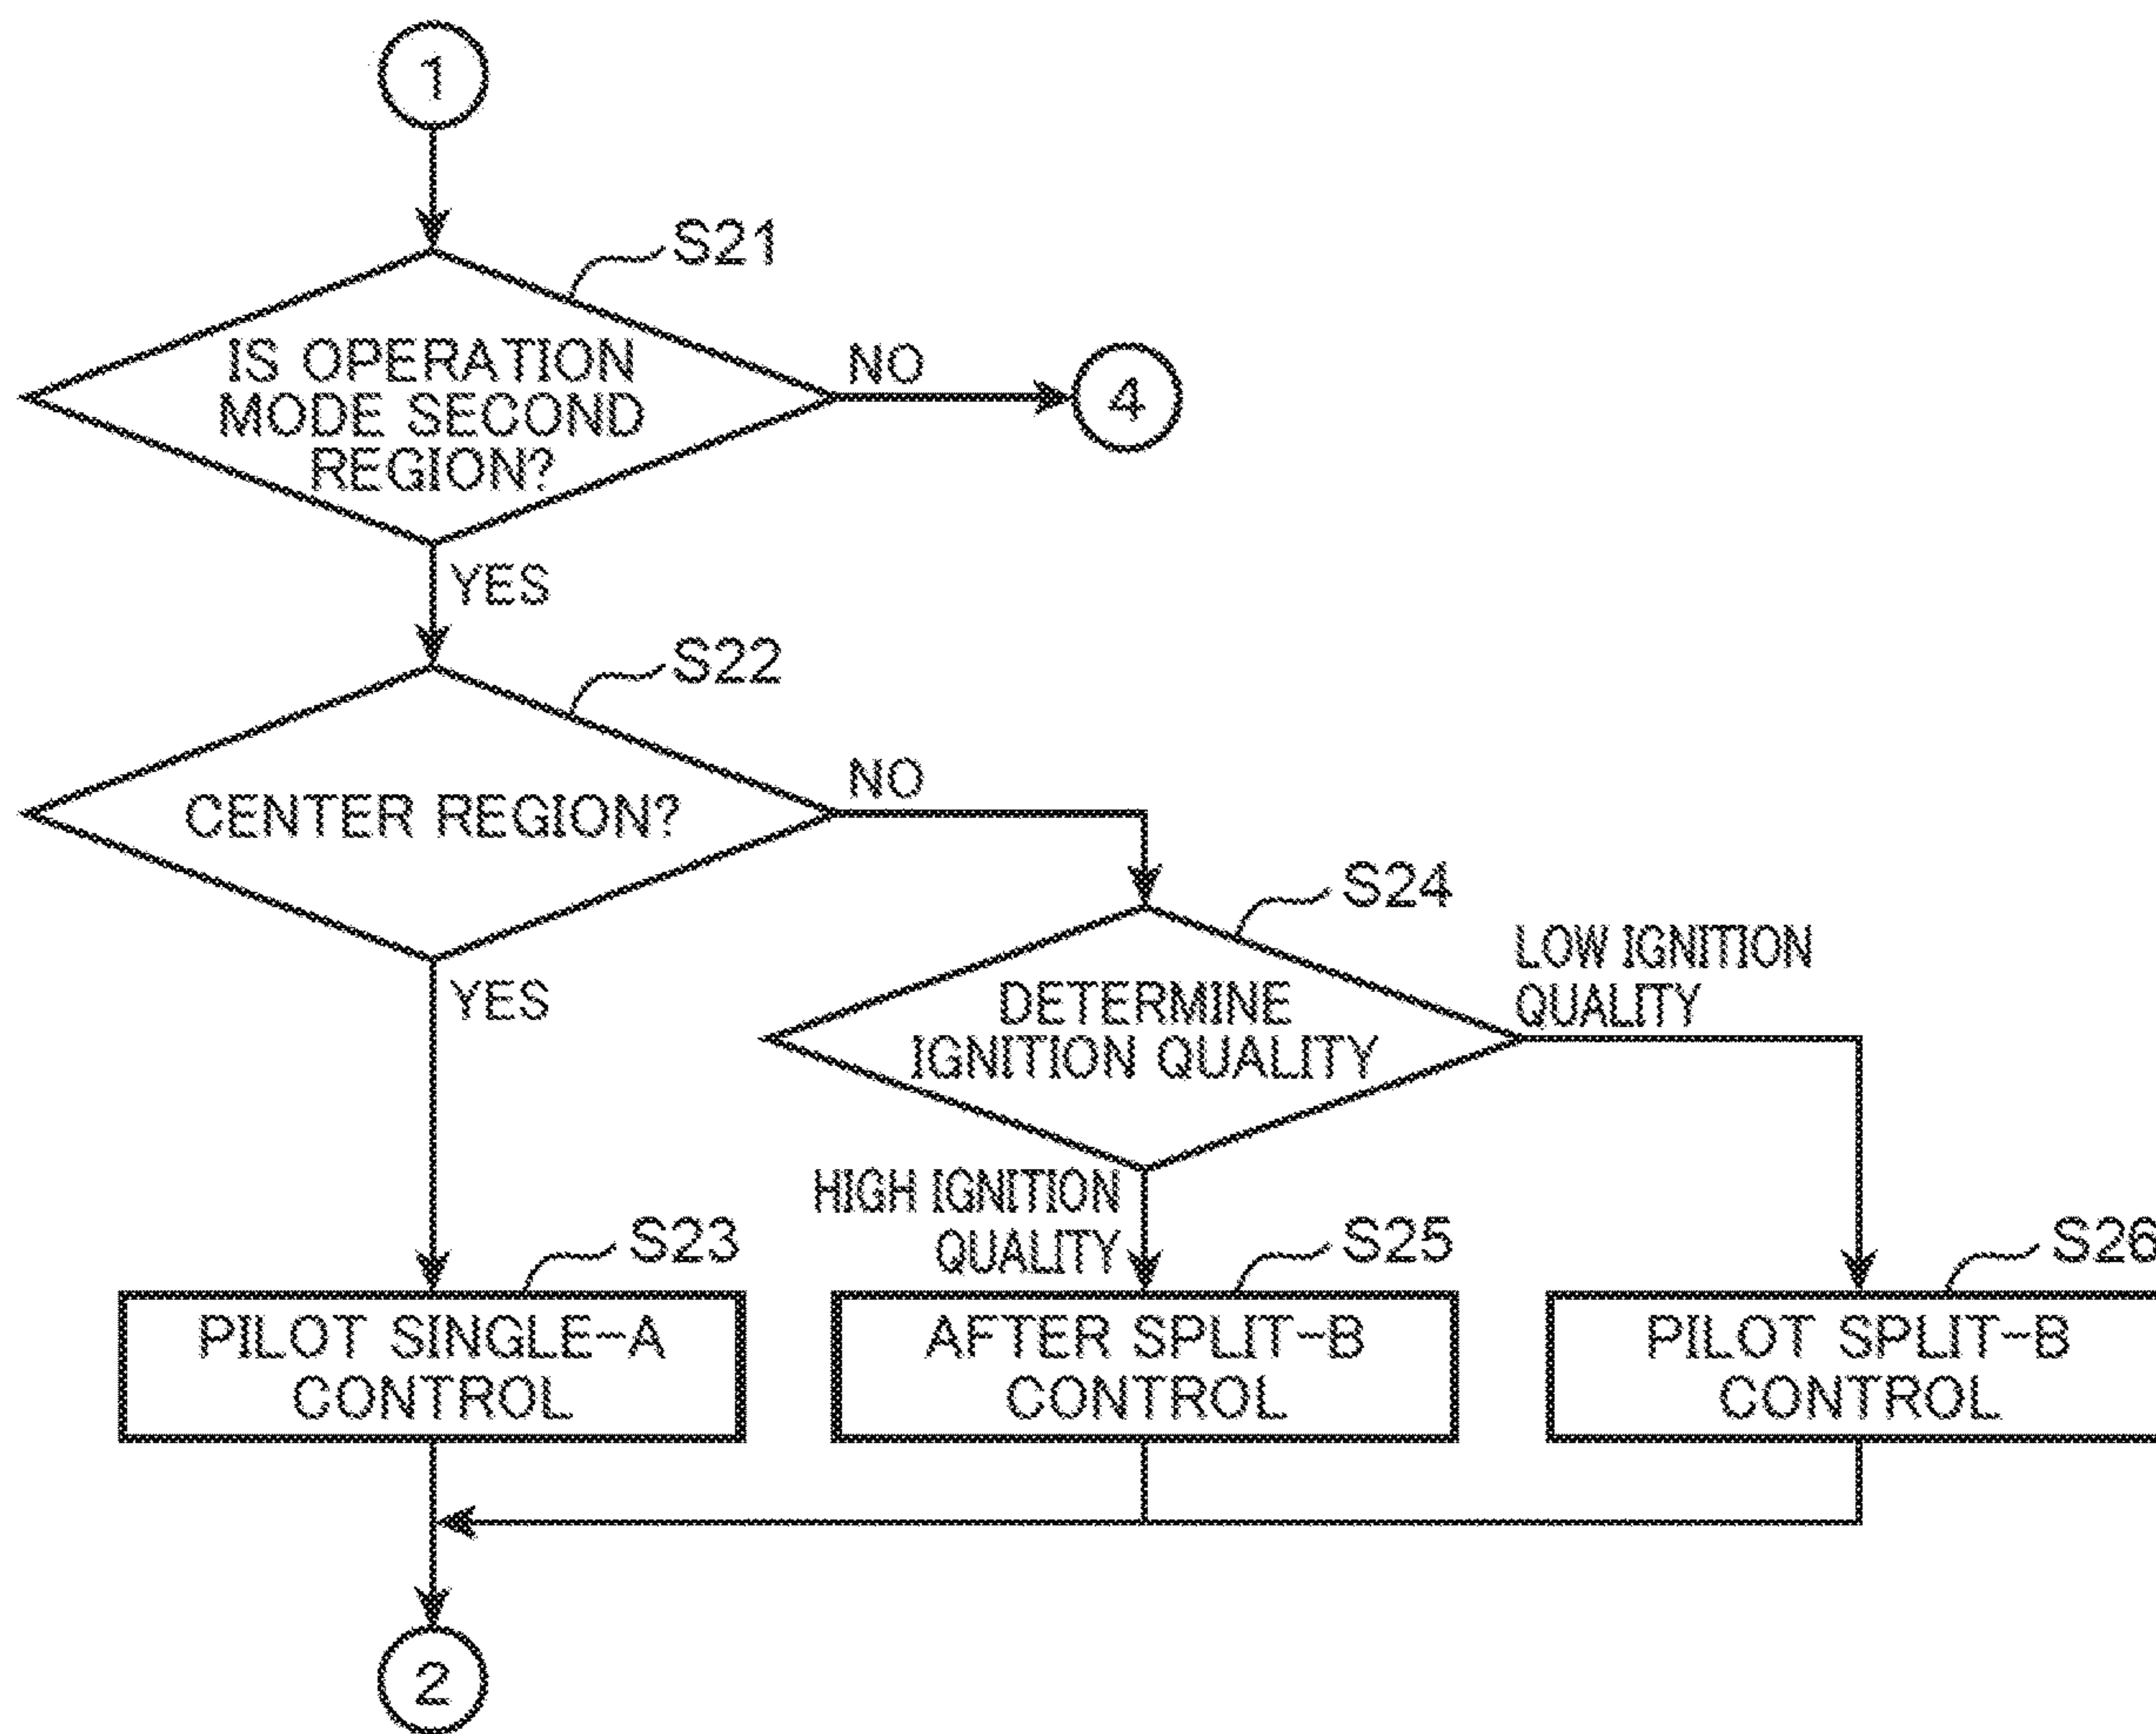 1
S21
IS OPERATION
MODE SECOND
REGION?
NO
4
YES
S22
CENTER REGION?
NO
YES
S24
DETERMINE
IGNITION QUALITY
LOW IGNITION
QUALITY
HIGH IGNITION
QUALITY
S23
PILOT SINGLE-A
CONTROL
S25
AFTER SPLIT-B
CONTROL
S26
PILOT SPLIT-B
CONTROL
2